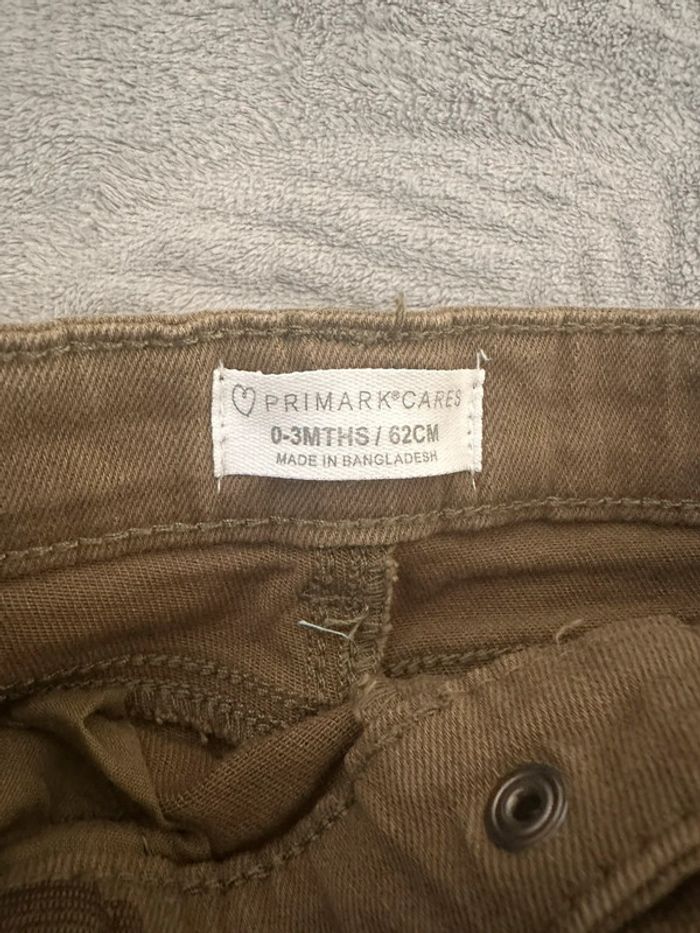 PRIMARK®CARES
0-3MTHS / 62CM
MADE IN BANGLADESH